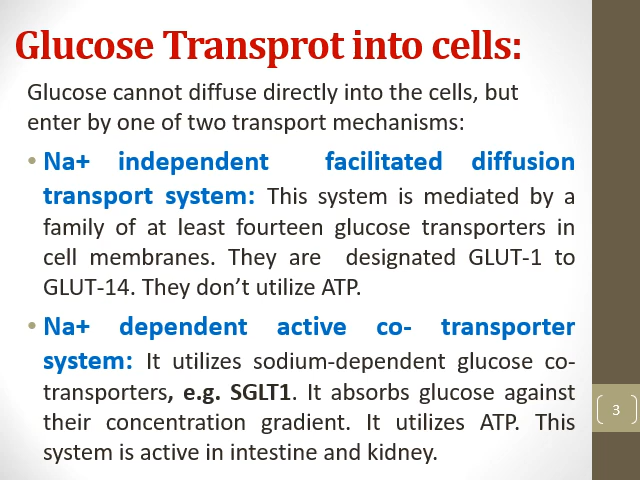 Glucose Transprot into cells:
Glucose cannot diffuse directly into the cells, but
enter by one of two transport mechanisms:
• Na+ independent facilitated diffusion
transport system: This system is mediated by a
family of at least fourteen glucose transporters in
cell membranes. They are designated GLUT-1 to
GLUT-14. They don’t utilize ATP.
• Na+ dependent active co- transporter
system: It utilizes sodium-dependent glucose co-
transporters, e.g. SGLT1. It absorbs glucose against
their concentration gradient. It utilizes ATP. This
system is active in intestine and kidney.
3